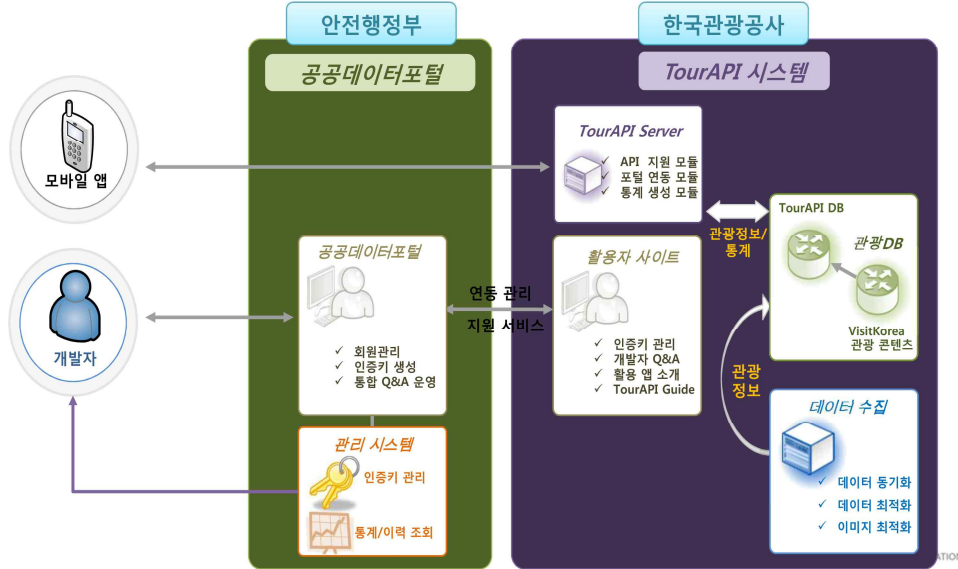 안전행정부
한국관광공사
공공데이터포털
TourAPI 시스템
모바일 앱
TourAPI Server
✓ API 지원 모듈
✓ 포털 연동 모듈
✓ 통계 생성 모듈
관광정보/
통계
TourAPI DB
관광DB
VisitKorea
관광 콘텐츠
개발자
공공데이터포털
✓ 회원관리
✓ 인증키 생성
✓ 통합 Q&A 운영
연동 관리
지원 서비스
활용자 사이트
✓ 인증키 관리
✓ 개발자 Q&A
✓ 활용 앱 소개
✓ TourAPI Guide
관광
정보
관리 시스템
인증키 관리
통계/이력 조회
데이터 수집
✓ 데이터 동기화
✓ 데이터 최적화
✓ 이미지 최적화
ATION